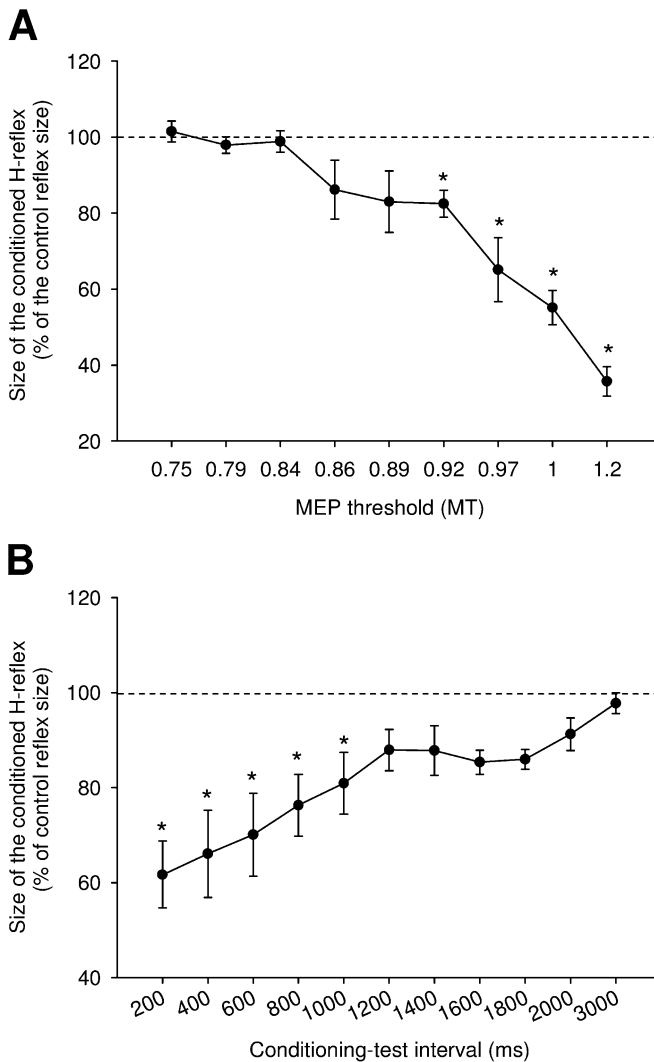 A
120
100
80
60
40
20
Size of the conditioned H-reflex
(% of the control reflex size)
* * * *
0.75 0.79 0.84 0.86 0.89 0.92 0.97 1 1.2
MEP threshold (MT)
B
120
100
80
60
40
Size of the conditioned H-reflex
(% of control reflex size)
* * * * *
200 400 600 800 1000 1200 1400 1600 1800 2000 3000
Conditioning-test interval (ms)